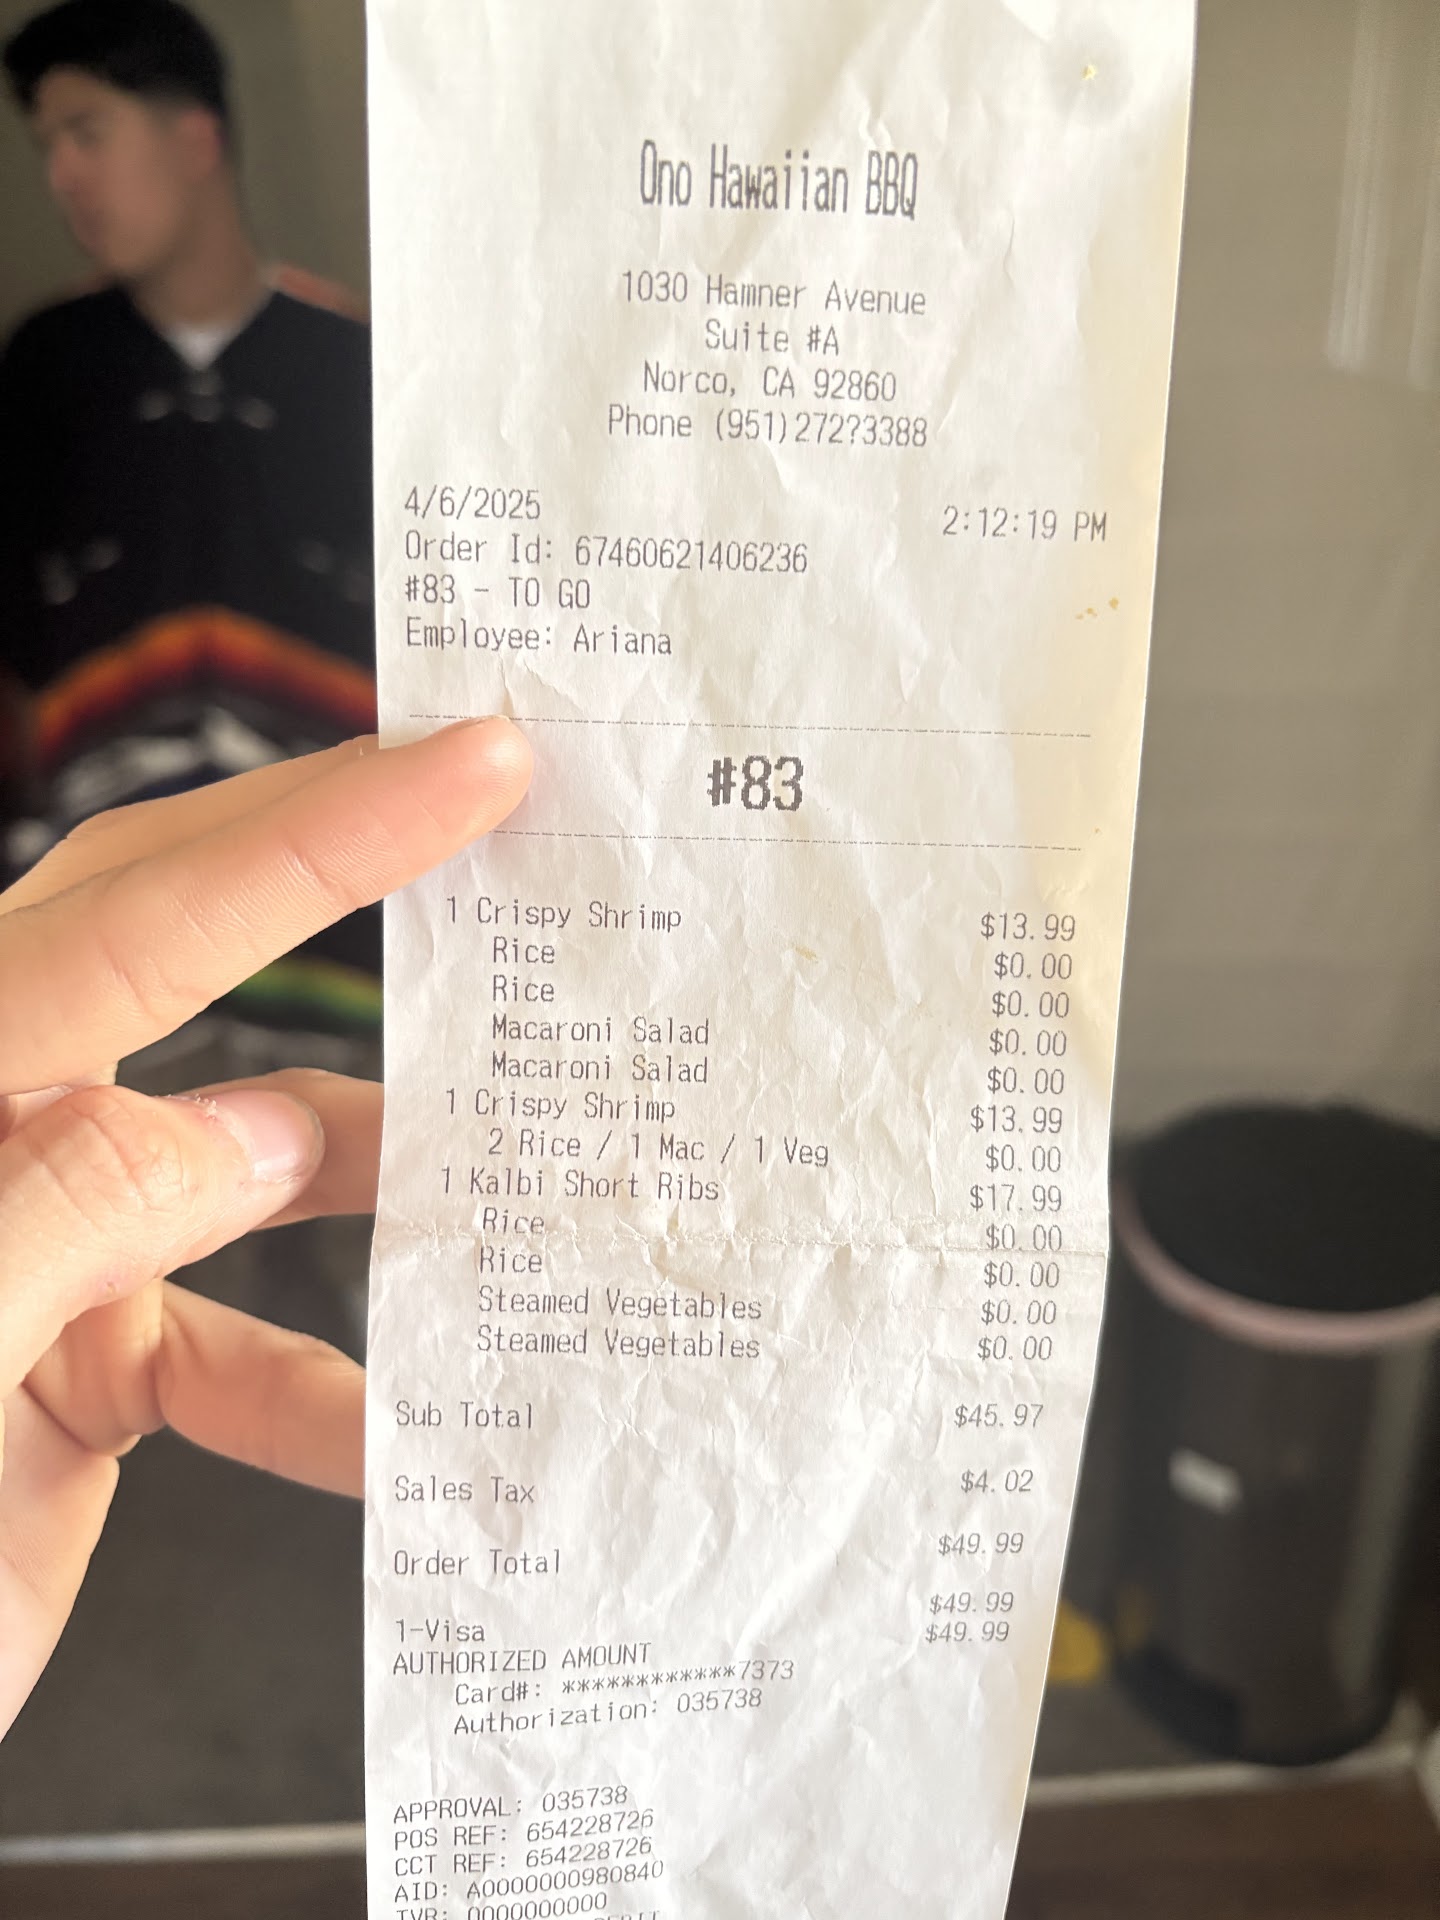 Ono Hawaiian BBQ
1030 Hamner Avenue
Suite #A
Norco, CA 92860
Phone (951)272?3388
4/6/2025 2:12:19 PM
Order Id: 67460621406236
#83 - TO GO
Employee: Ariana
#83
1 Crispy Shrimp $13.99
Rice $0.00
Rice $0.00
Macaroni Salad $0.00
Macaroni Salad $0.00
1 Crispy Shrimp $13.99
2 Rice / 1 Mac / 1 Veg $0.00
1 Kalbi Short Ribs $17.99
Rice $0.00
Rice $0.00
Steamed Vegetables $0.00
Steamed Vegetables $0.00
Sub Total $45.97
Sales Tax $4.02
Order Total $49.99
1-Visa $49.99
AUTHORIZED AMOUNT $49.99
Card#: ************7373
Authorization: 035738
APPROVAL: 035738
POS REF: 654228726
CCT REF: 654228726
AID: A0000000980840
TVR: 0000000000